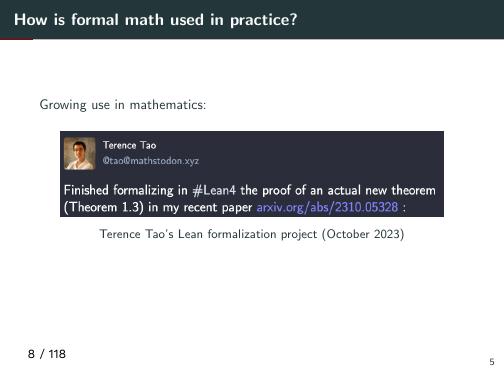 How is formal math used in practice?
Growing use in mathematics:
Terence Tao
@tao@mathstodon.xyz
Finished formalizing in #Lean4 the proof of an actual new theorem
(Theorem 1.3) in my recent paper arxiv.org/abs/2310.05328 :
Terence Tao's Lean formalization project (October 2023)
8 / 118
5